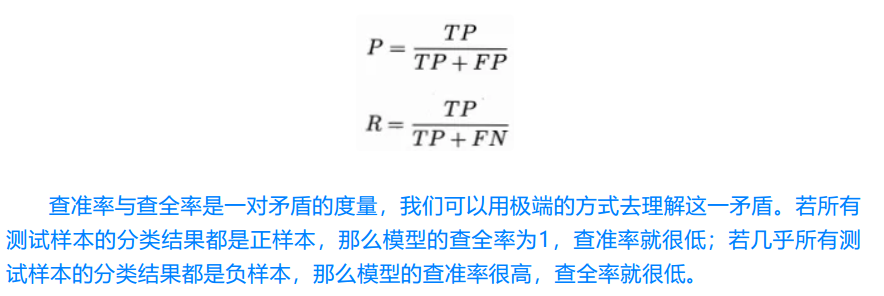 P = TP / (TP + FP)
R = TP / (TP + FN)
查准率与查全率是一对矛盾的度量，我们可以用极端的方式去理解这一矛盾。若所有
测试样本的分类结果都是正样本，那么模型的查全率为1，查准率就很低；若几乎所有测
试样本的分类结果都是负样本，那么模型的查准率很高，查全率就很低。